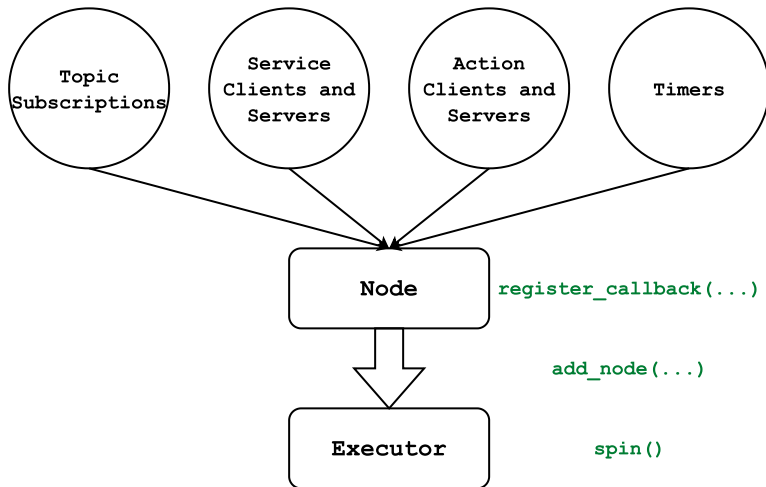 Topic
Subscriptions
Service
Clients and
Servers
Action
Clients and
Servers
Timers
Node
register_callback(...)
add_node(...)
Executor
spin()